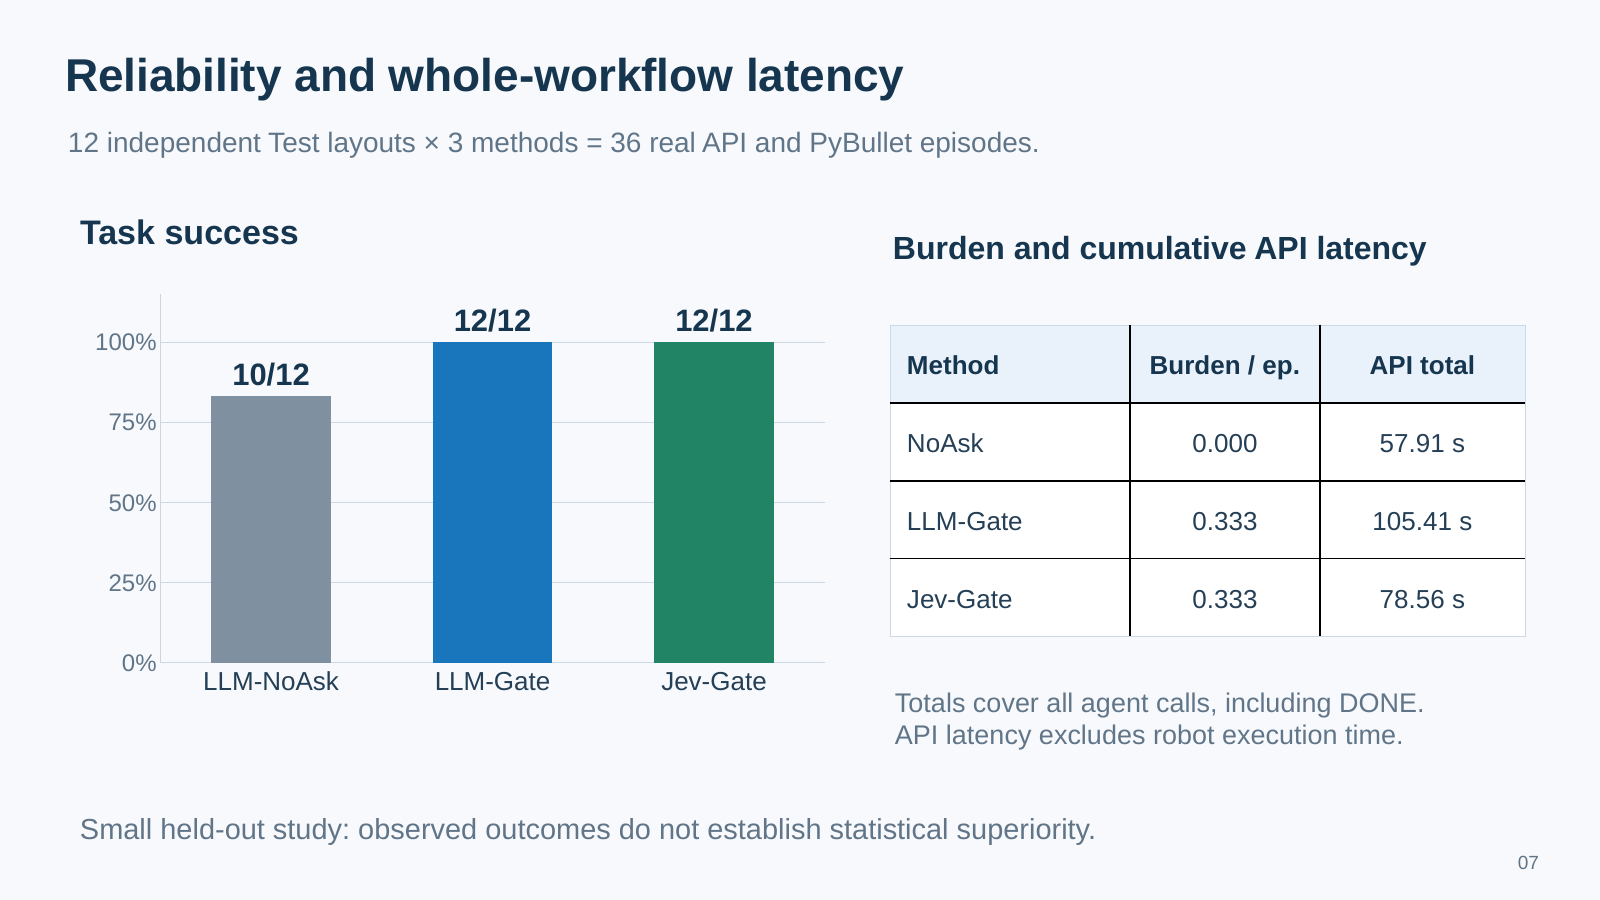 Reliability and whole-workflow latency
12 independent Test layouts × 3 methods = 36 real API and PyBullet episodes.
Task success
100%
75%
50%
25%
0%
10/12
12/12
12/12
LLM-NoAsk
LLM-Gate
Jev-Gate
Burden and cumulative API latency
Method Burden / ep. API total
NoAsk 0.000 57.91 s
LLM-Gate 0.333 105.41 s
Jev-Gate 0.333 78.56 s
Totals cover all agent calls, including DONE.
API latency excludes robot execution time.
Small held-out study: observed outcomes do not establish statistical superiority.
07